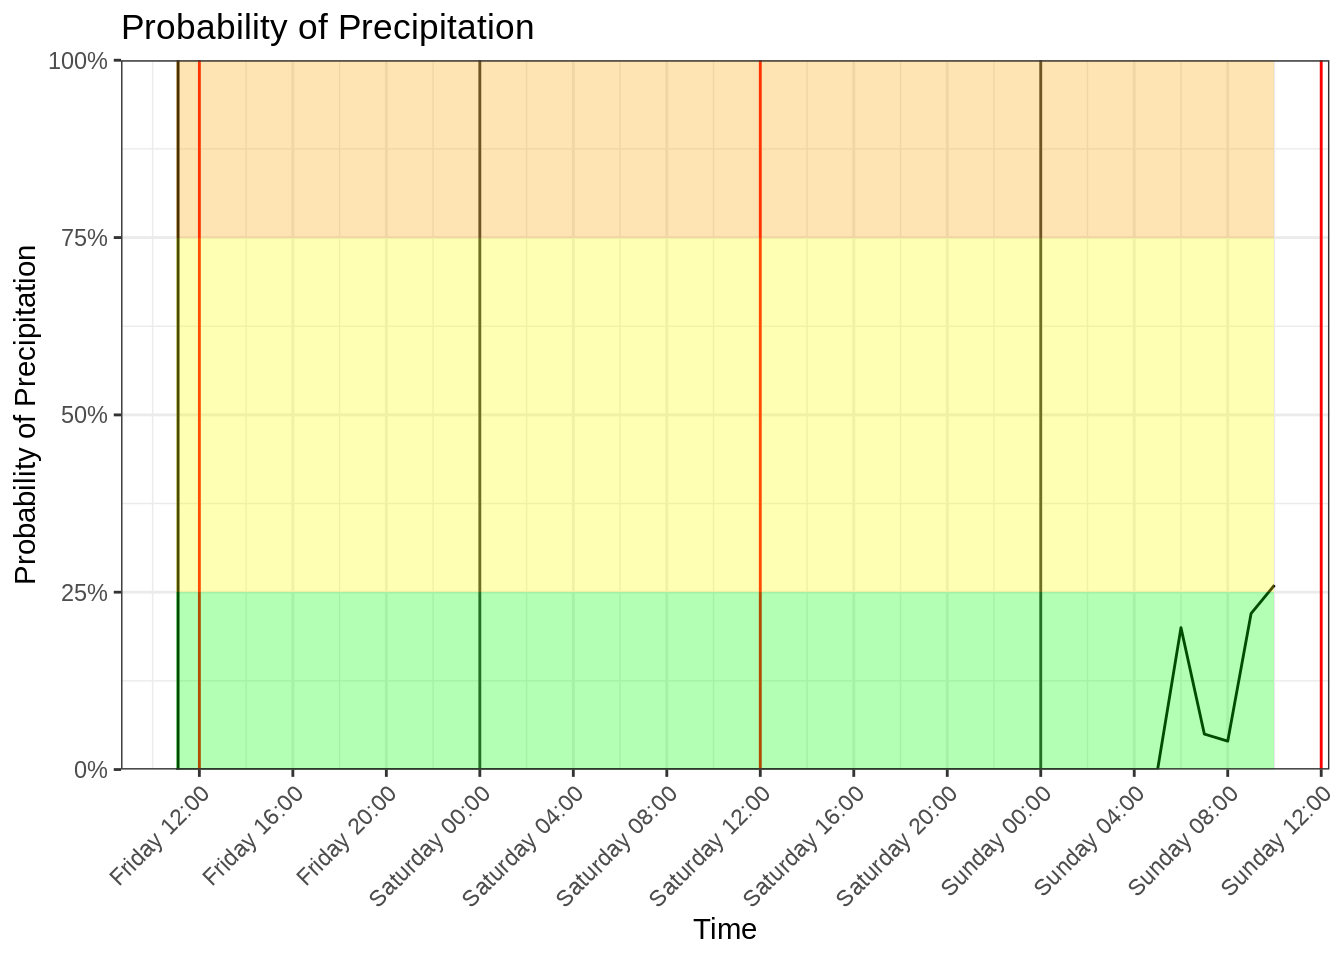 Probability of Precipitation
Probability of Precipitation
100%
75%
50%
25%
0%
Friday 12:00
Friday 16:00
Friday 20:00
Saturday 00:00
Saturday 04:00
Saturday 08:00
Saturday 12:00
Saturday 16:00
Saturday 20:00
Sunday 00:00
Sunday 04:00
Sunday 08:00
Sunday 12:00
Time